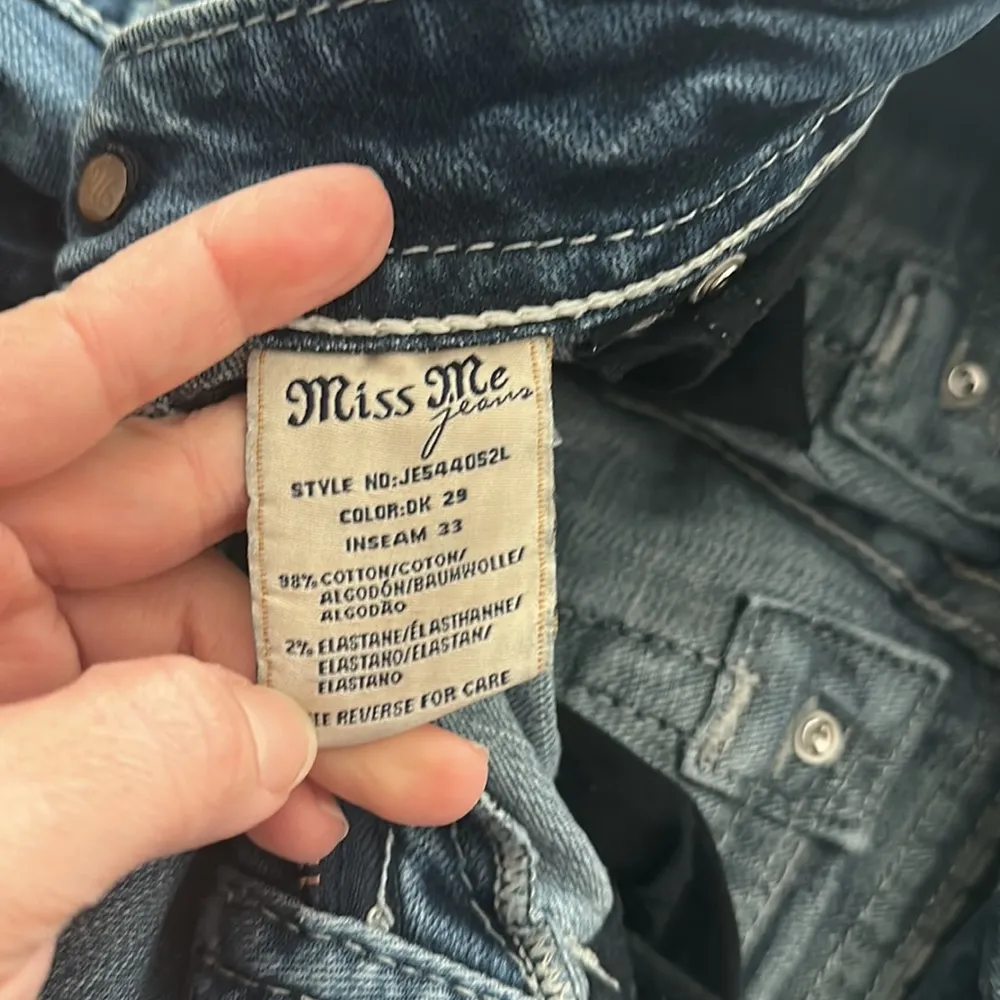 Miss Me
jeans
STYLE NO:JE544052L
COLOR:DK 29
INSEAM 33
98% COTTON/COTON/
ALGODÓN/BAUMWOLLE/
ALGODÃO
2% ELASTANE/ÉLASTHANNE/
ELASTANO/ELASTAN/
ELASTANO
REVERSE FOR CARE